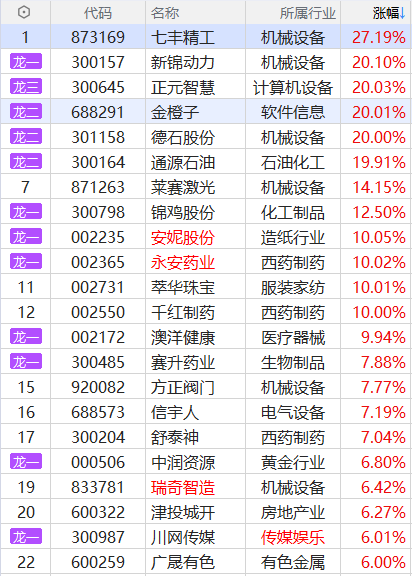 代码 名称 所属行业 涨幅↓
1 873169 七丰精工 机械设备 27.19%
龙一 300157 新锦动力 机械设备 20.10%
龙三 300645 正元智慧 计算机设备 20.03%
龙二 688291 金橙子 软件信息 20.01%
龙二 301158 德石股份 机械设备 20.00%
龙二 300164 通源石油 石油化工 19.91%
7 871263 莱赛激光 机械设备 14.15%
龙一 300798 锦鸡股份 化工制品 12.50%
龙一 002235 安妮股份 造纸行业 10.05%
龙一 002365 永安药业 西药制药 10.02%
11 002731 萃华珠宝 服装家纺 10.01%
12 002550 千红制药 西药制药 10.00%
龙一 002172 澳洋健康 医疗器械 9.94%
龙一 300485 赛升药业 生物制品 7.88%
15 920082 方正阀门 机械设备 7.77%
16 688573 信宇人 电气设备 7.19%
17 300204 舒泰神 西药制药 7.04%
龙一 000506 中润资源 黄金行业 6.80%
19 833781 瑞奇智造 机械设备 6.42%
20 600322 津投城开 房地产业 6.27%
龙一 300987 川网传媒 传媒娱乐 6.01%
22 600259 广晟有色 有色金属 6.00%